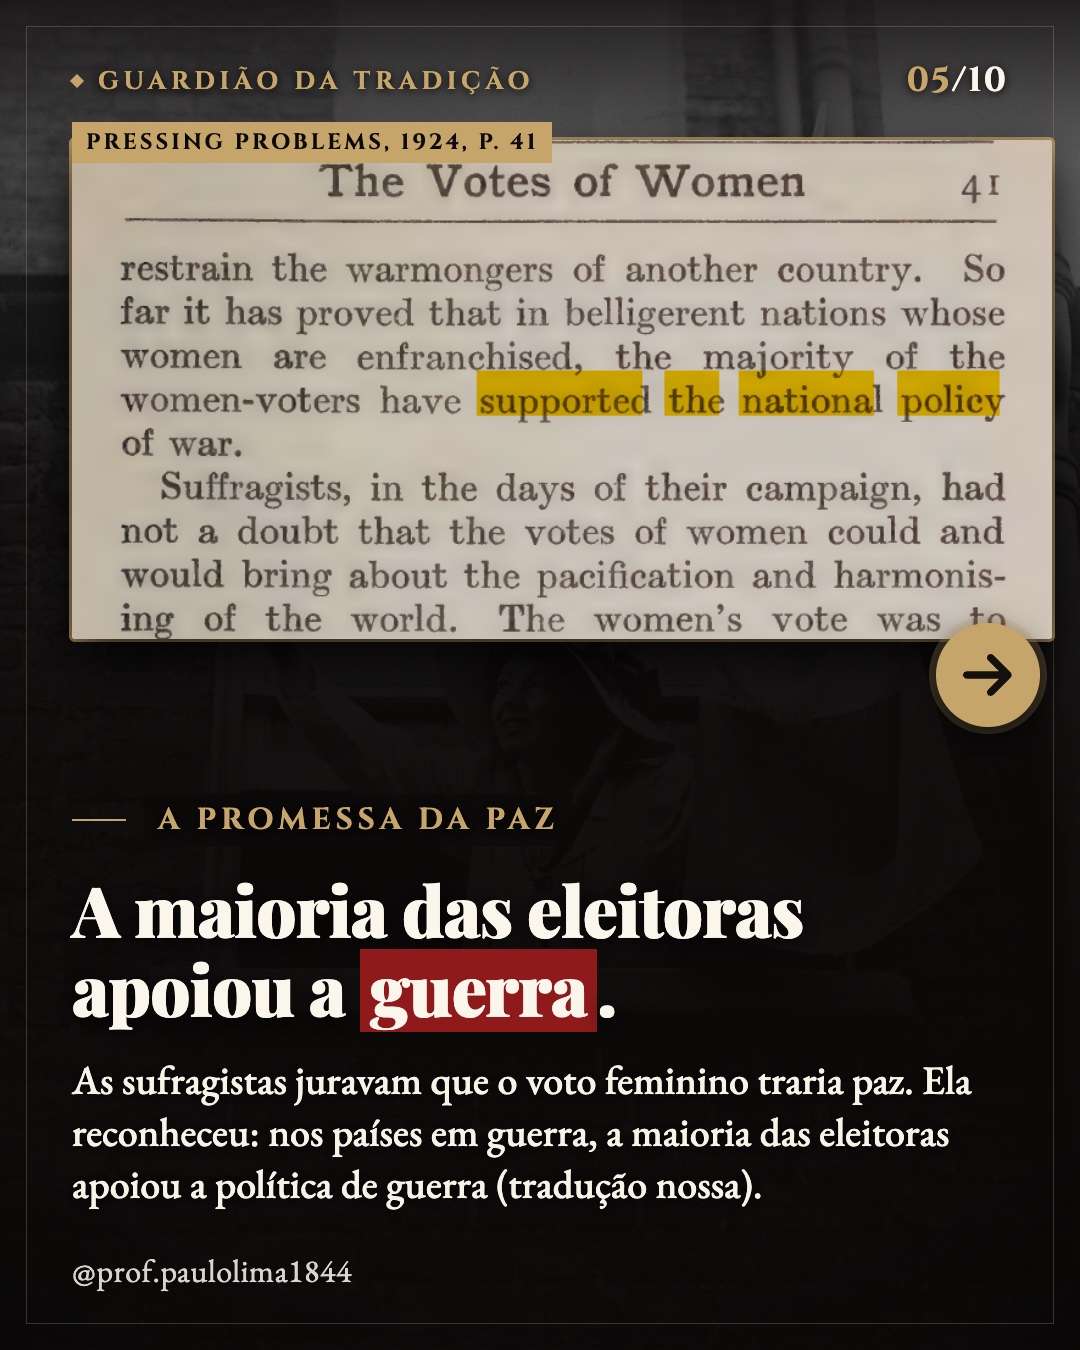 GUARDIÃO DA TRADIÇÃO
05/10
PRESSING PROBLEMS, 1924, P. 41
The Votes of Women 41
restrain the warmongers of another country. So
far it has proved that in belligerent nations whose
women are enfranchised, the majority of the
women-voters have supported the national policy
of war.
Suffragists, in the days of their campaign, had
not a doubt that the votes of women could and
would bring about the pacification and harmonis-
ing of the world. The women's vote was to
A PROMESSA DA PAZ
A maioria das eleitoras
apoiou a guerra.
As sufragistas juravam que o voto feminino traria paz. Ela
reconheceu: nos países em guerra, a maioria das eleitoras
apoiou a política de guerra (tradução nossa).
@prof.paulolima1844